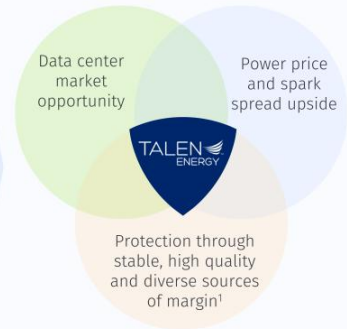 Data center
market
opportunity
Power price
and spark
spread upside
TALEN
ENERGY
Protection through
stable, high quality
and diverse sources
of margin¹